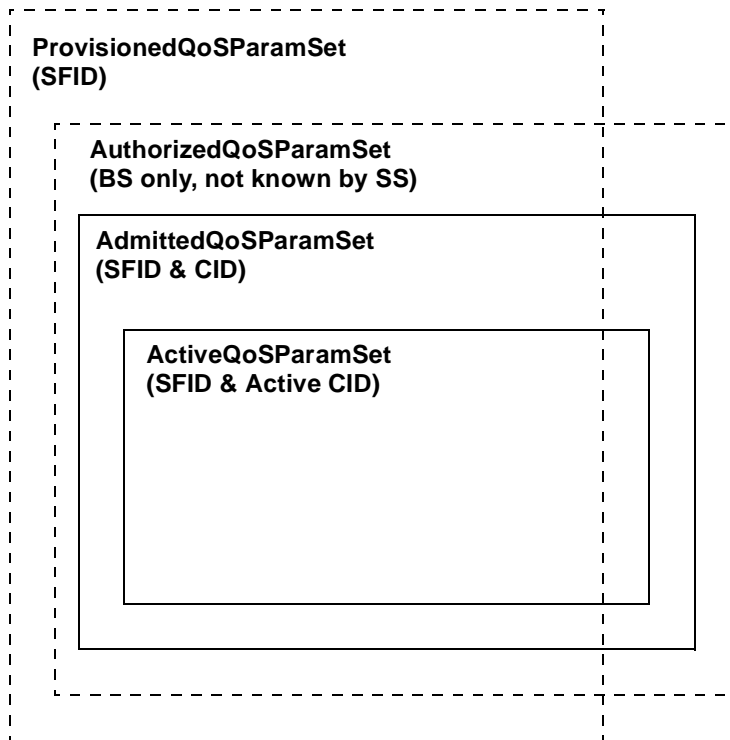 ProvisionedQoSParamSet
(SFID)
AuthorizedQoSParamSet
(BS only, not known by SS)
AdmittedQoSParamSet
(SFID & CID)
ActiveQoSParamSet
(SFID & Active CID)